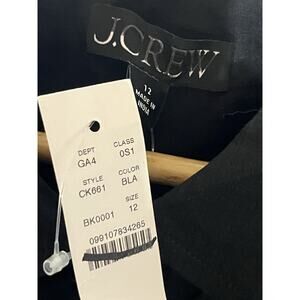 J.CREW
12
MADE IN
INDIA
DEPT CLASS
GA4 0S1
STYLE COLOR
CK661 BLA
SIZE
BK0001 12
099107834265